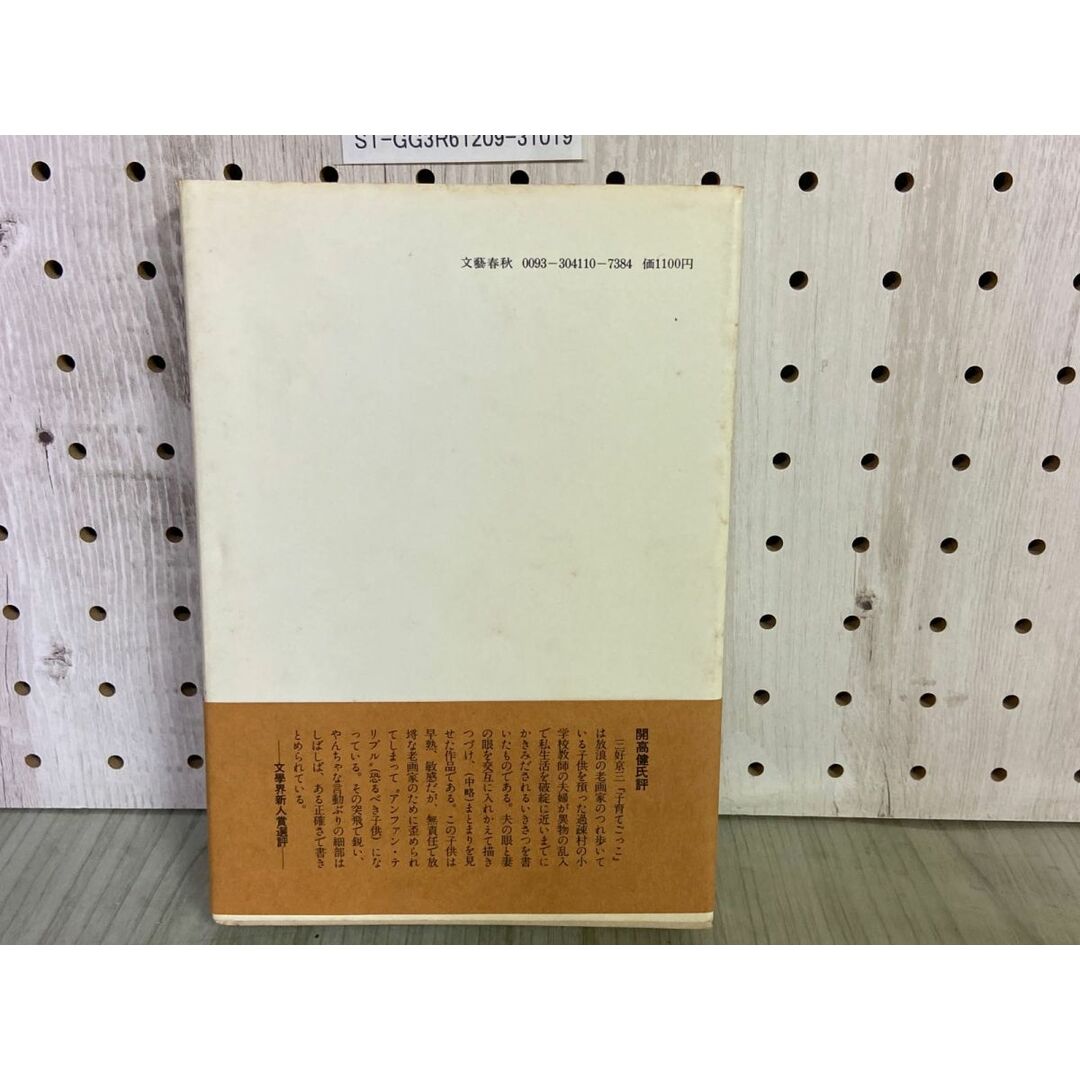 ST-GG3R61209-31019
文藝春秋 0093-304110-7384 価1100円
開高健氏評
三好京三『子育てごっこ』
は放浪の老画家のつれ歩いて
いる子供を預った過疎村の小
学校教師の夫婦が異物の乱入
で私生活を破綻に近いまでに
かきみだされるいきさつを書
いたものである。夫の眼と妻
の眼を交互に入れかえて描き
つづけ、(中略)まとまりを見
せた作品である。この子供は
早熟、敏感だが、無責任で放
埓な老画家のために歪められ
てしまって〝アンファン・テ
リブル〟(恐るべき子供)にな
っている。その突飛で鋭い、
やんちゃな言動ぶりの細部は
しばしば、ある正確さで書き
とめられている。
──文學界新人賞選評──